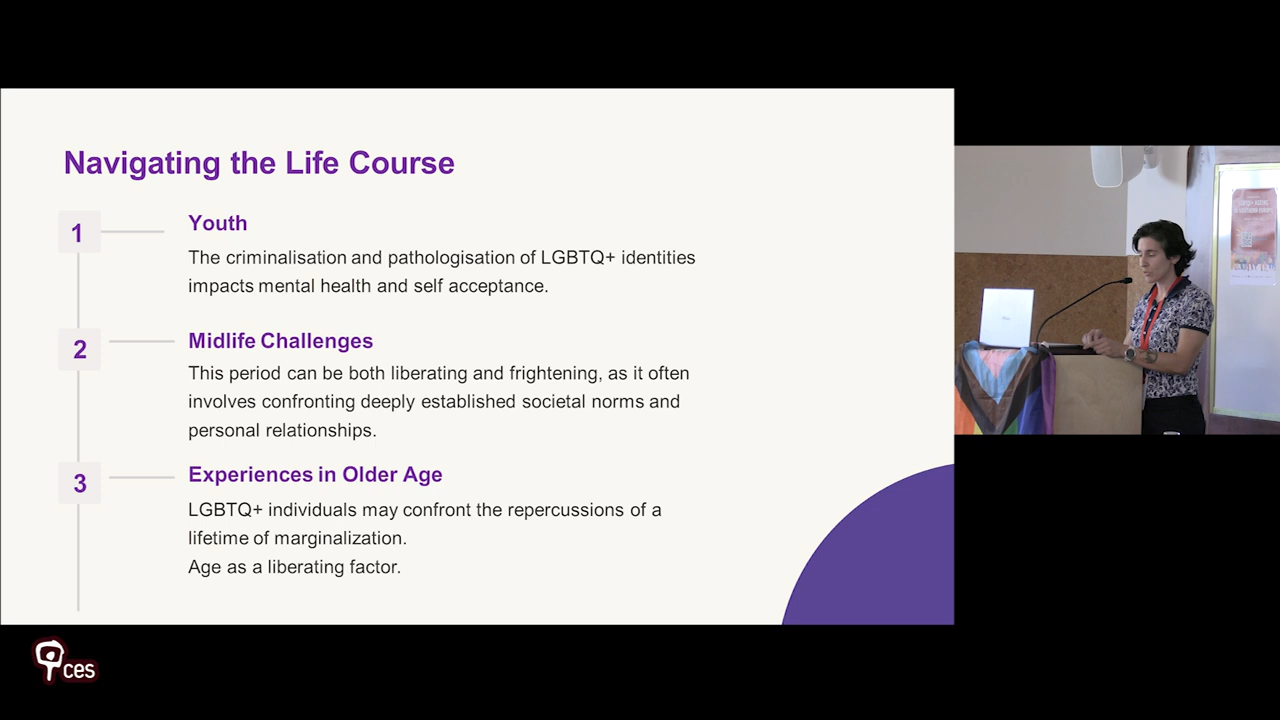 Navigating the Life Course
1
Youth
The criminalisation and pathologisation of LGBTQ+ identities
impacts mental health and self acceptance.
2
Midlife Challenges
This period can be both liberating and frightening, as it often
involves confronting deeply established societal norms and
personal relationships.
3
Experiences in Older Age
LGBTQ+ individuals may confront the repercussions of a
lifetime of marginalization.
Age as a liberating factor.
ces